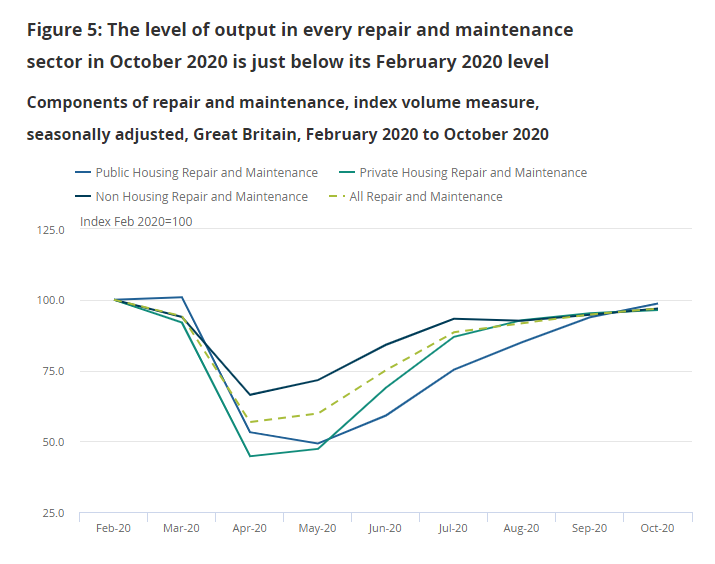 Figure 5: The level of output in every repair and maintenance
sector in October 2020 is just below its February 2020 level
Components of repair and maintenance, index volume measure,
seasonally adjusted, Great Britain, February 2020 to October 2020
Public Housing Repair and Maintenance Private Housing Repair and Maintenance
Non Housing Repair and Maintenance All Repair and Maintenance
Index Feb 2020=100
125.0
100.0
75.0
50.0
25.0
Feb-20 Mar-20 Apr-20 May-20 Jun-20 Jul-20 Aug-20 Sep-20 Oct-20